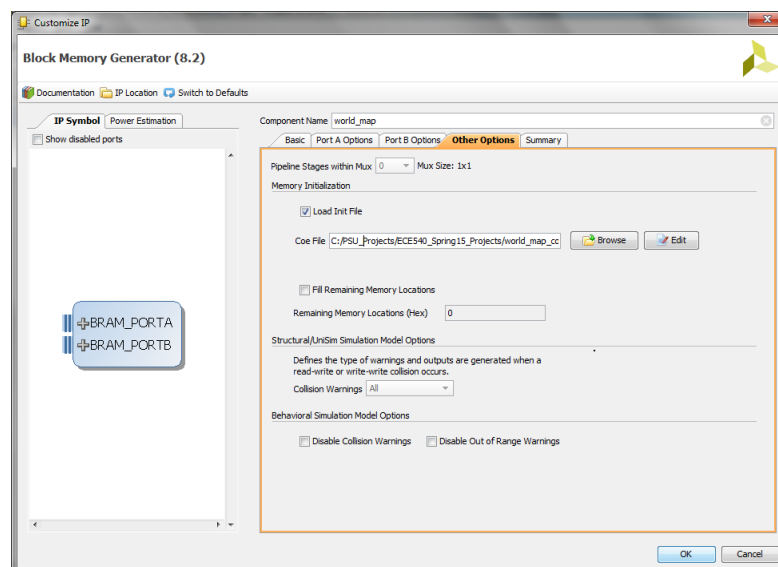 Customize IP
Block Memory Generator (8.2)
Documentation IP Location Switch to Defaults
IP Symbol Power Estimation
Show disabled ports
BRAM_PORTA
BRAM_PORTB
Component Name world_map
Basic Port A Options Port B Options Other Options Summary
Pipeline Stages within Mux 0 Mux Size: 1x1
Memory Initialization
Load Init File
Coe File C:/PSU_Projects/ECE540_Spring15_Projects/world_map_cc Browse Edit
Fill Remaining Memory Locations
Remaining Memory Locations (Hex) 0
Structural/UniSim Simulation Model Options
Defines the type of warnings and outputs are generated when a
read-write or write-write collision occurs.
Collision Warnings All
Behavioral Simulation Model Options
Disable Collision Warnings Disable Out of Range Warnings
OK Cancel